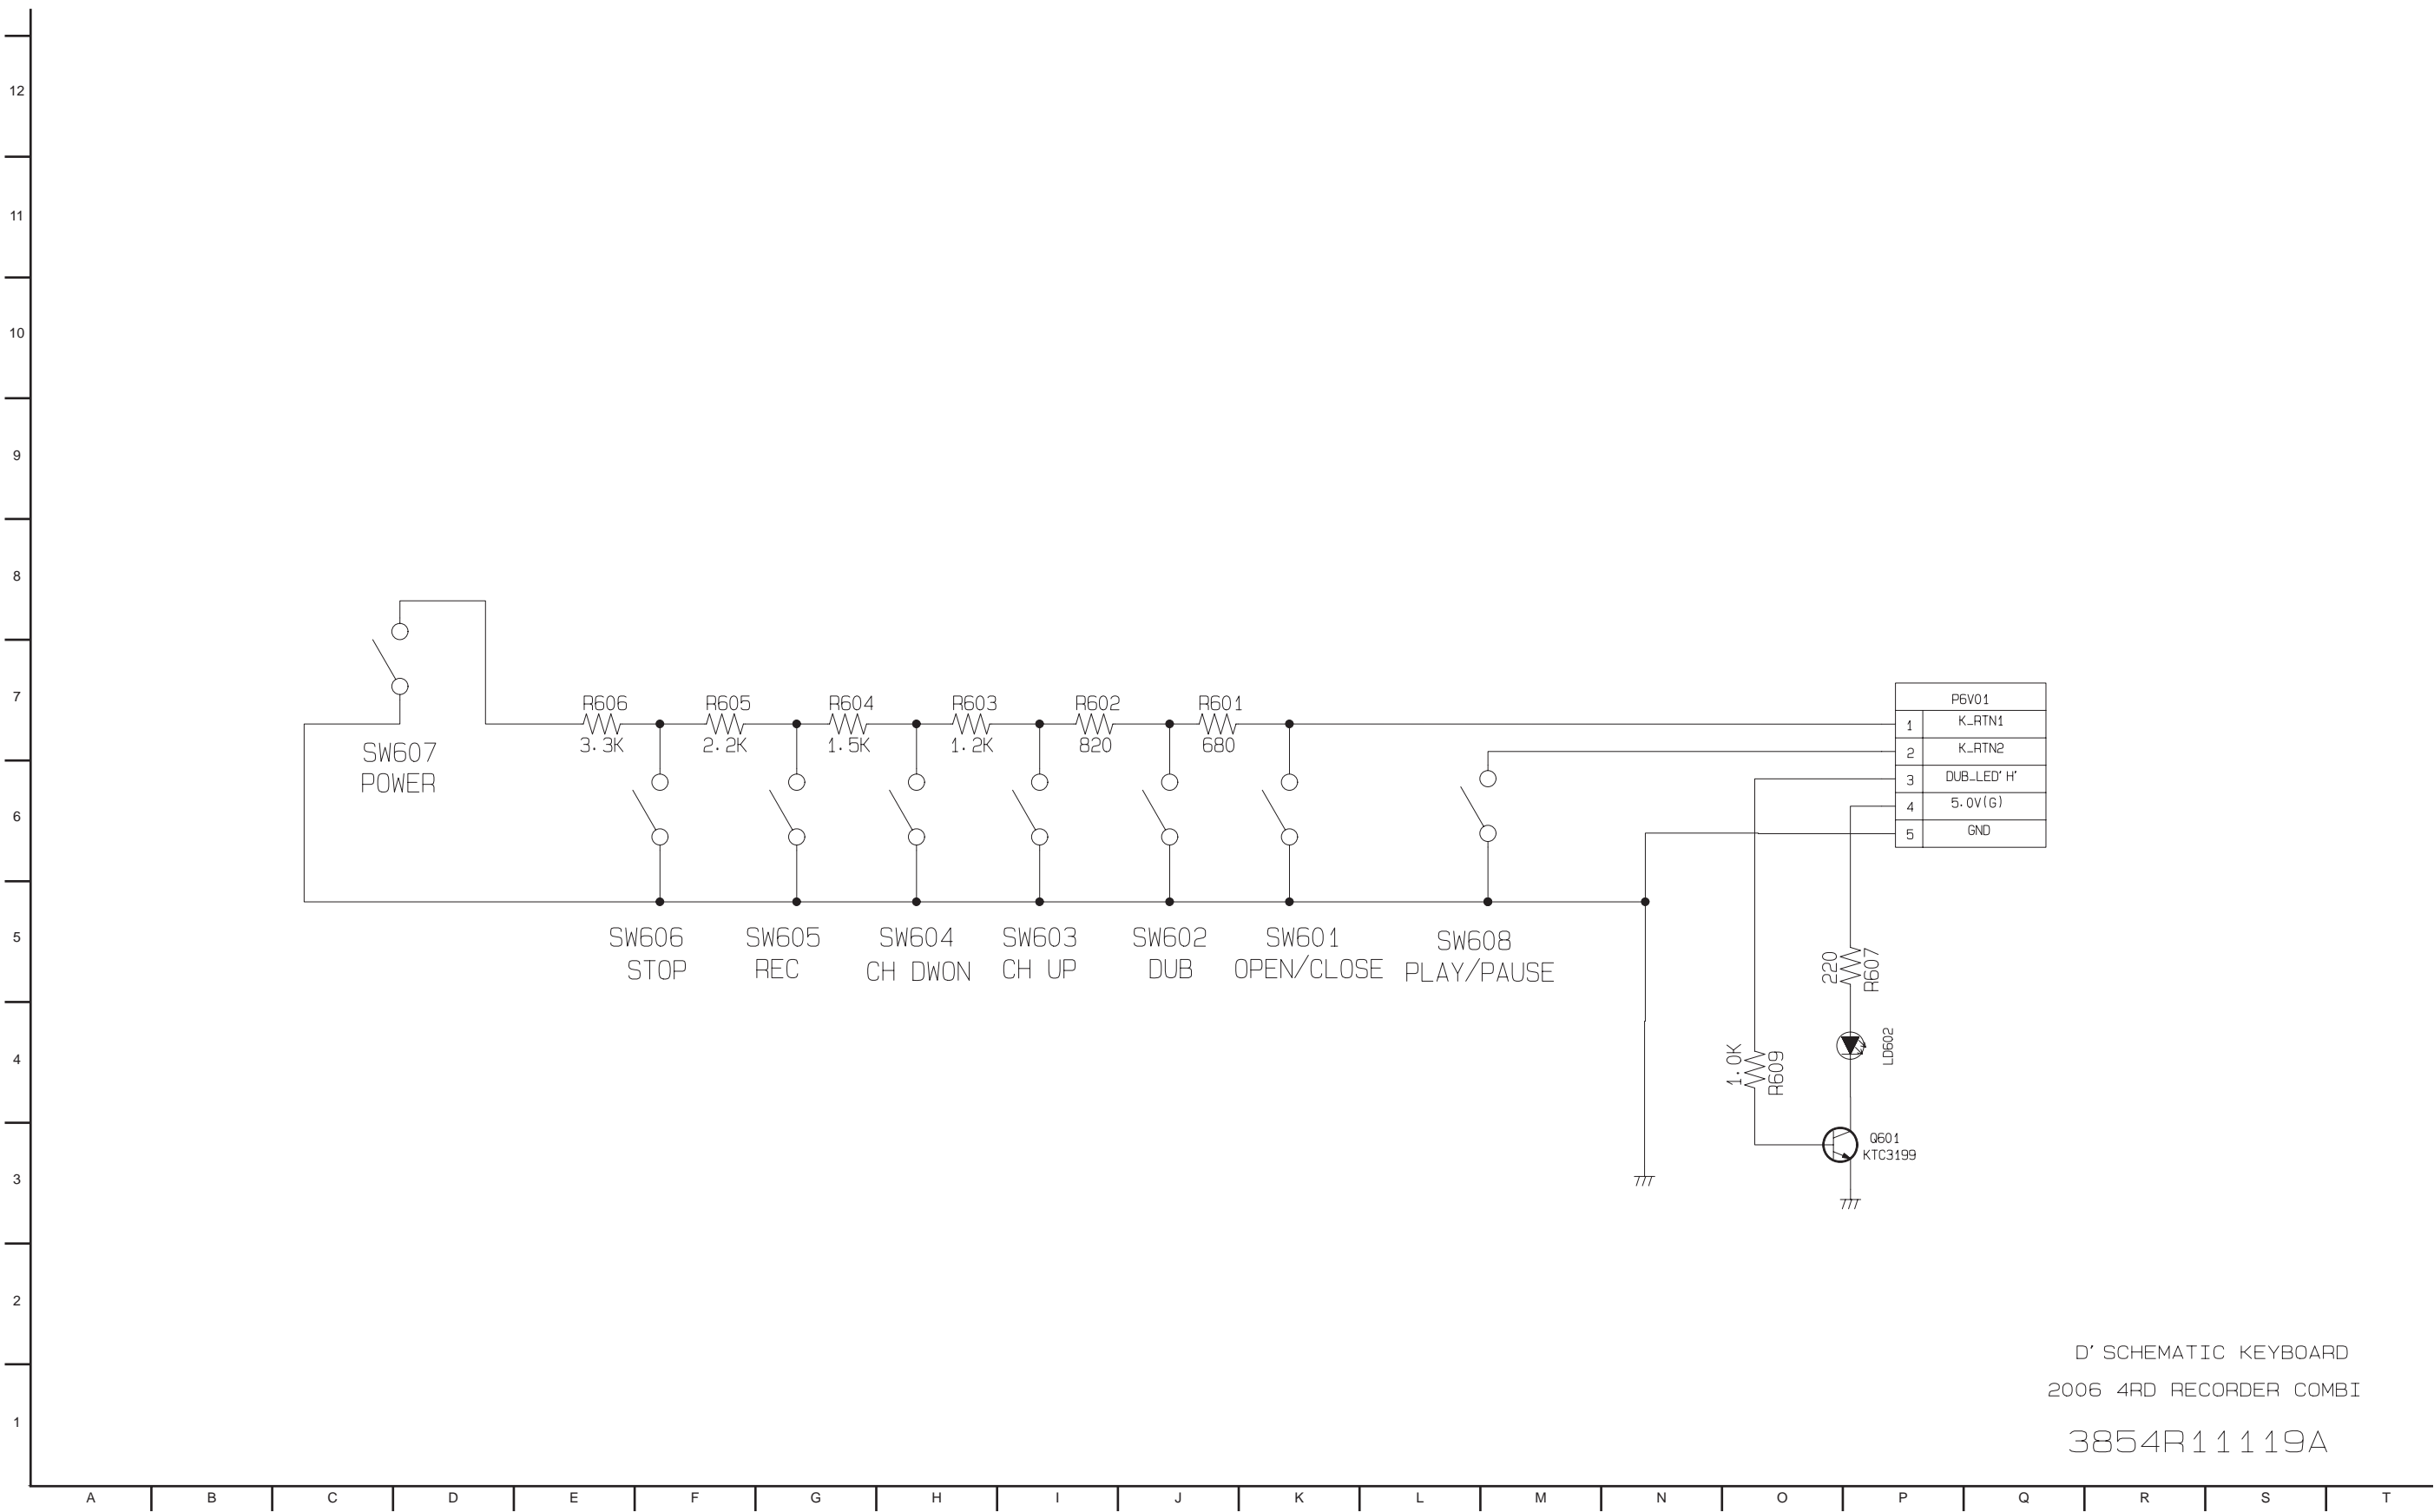 12
11
10
9
8
7
6
5
4
3
2
1
SW607
POWER
R606
3.3K
R605
2.2K
R604
1.5K
R603
1.2K
R602
820
R601
680
P6V01
1 K_RTN1
2 K_RTN2
3 DUB_LED'H'
4 5.0V(G)
5 GND
SW606
STOP
SW605
REC
SW604
CH DWON
SW603
CH UP
SW602
DUB
SW601
OPEN/CLOSE
SW608
PLAY/PAUSE
220
R607
LD602
1.0K
R609
Q601
KTC3199
D' SCHEMATIC KEYBOARD
2006 4RD RECORDER COMBI
3854R11119A
A B C D E F G H I J K L M N O P Q R S T